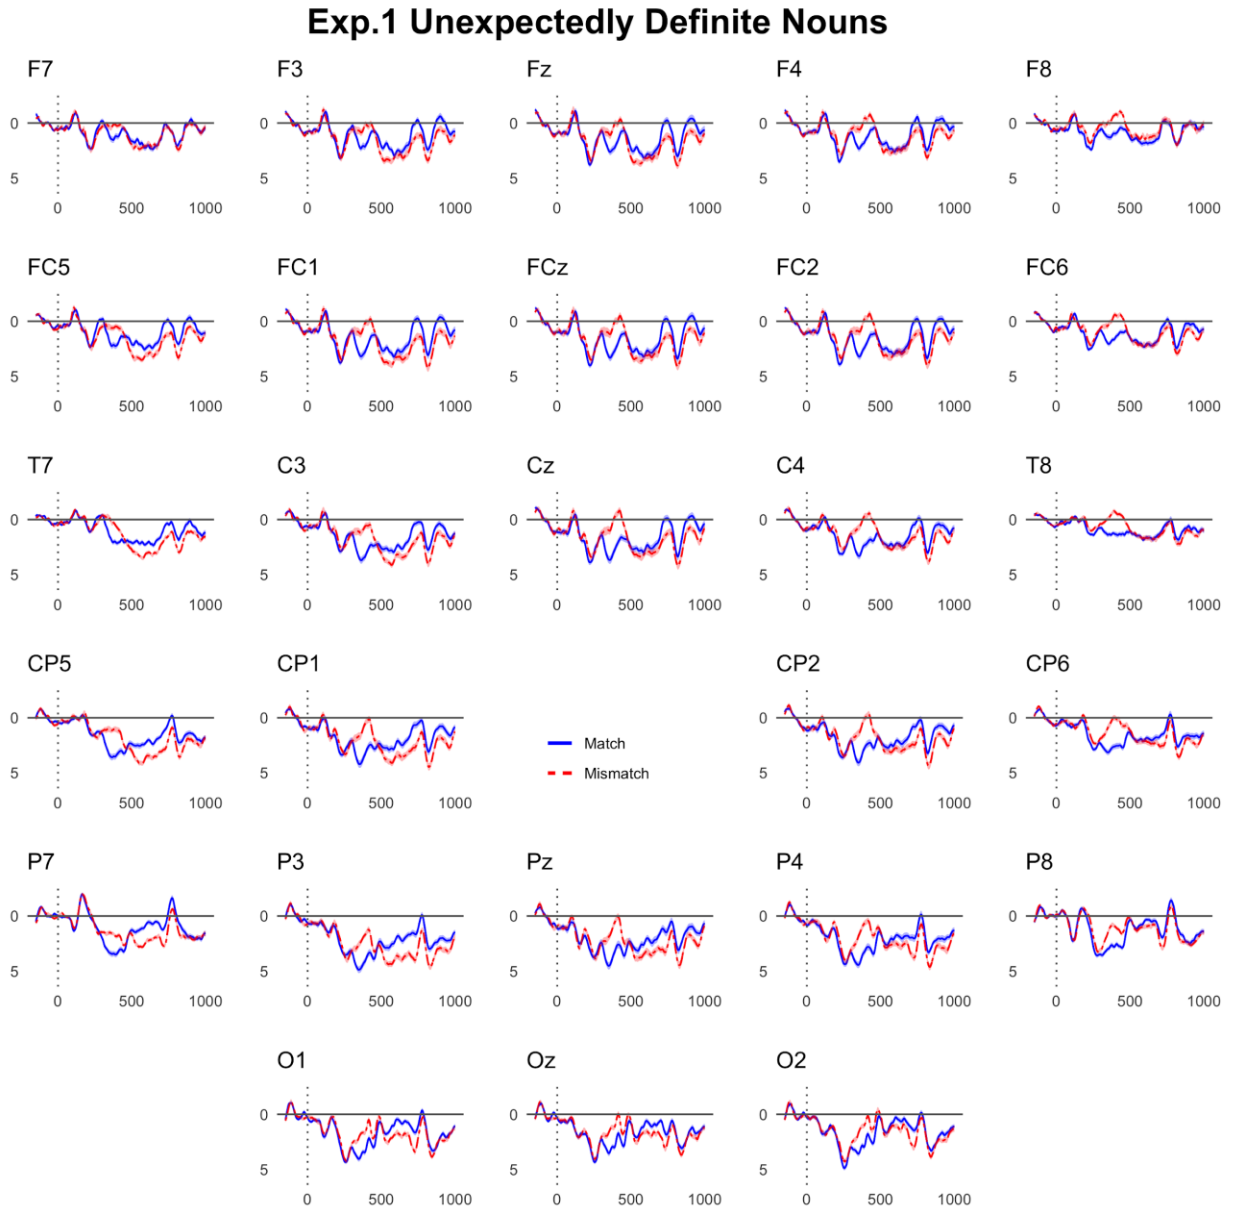 Exp.1 Unexpectedly Definite Nouns
F7 F3 Fz F4 F8
0 0 0 0 0
5 5 5 5 5
0 500 1000 0 500 1000 0 500 1000 0 500 1000 0 500 1000
FC5 FC1 FCz FC2 FC6
0 0 0 0 0
5 5 5 5 5
0 500 1000 0 500 1000 0 500 1000 0 500 1000 0 500 1000
T7 C3 Cz C4 T8
0 0 0 0 0
5 5 5 5 5
0 500 1000 0 500 1000 0 500 1000 0 500 1000 0 500 1000
CP5 CP1 CP2 CP6
0 0 0 0
Match
5 5 Mismatch 5 5
0 500 1000 0 500 1000 0 500 1000 0 500 1000
P7 P3 Pz P4 P8
0 0 0 0 0
5 5 5 5 5
0 500 1000 0 500 1000 0 500 1000 0 500 1000 0 500 1000
O1 Oz O2
0 0 0
5 5 5
0 500 1000 0 500 1000 0 500 1000